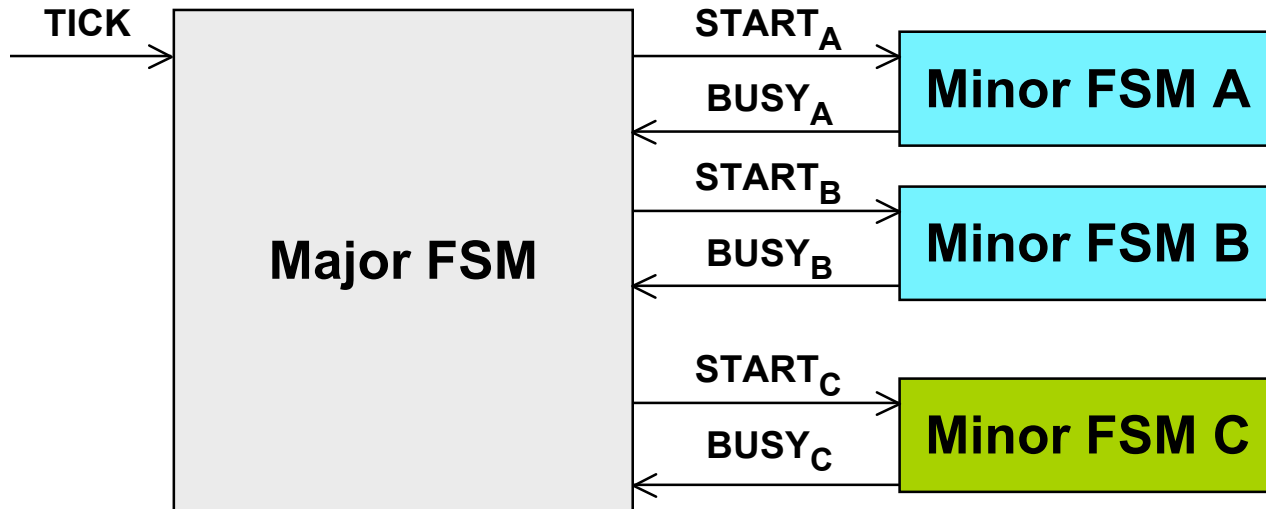 TICK
START_A
Minor FSM A
BUSY_A
START_B
Minor FSM B
BUSY_B
Major FSM
START_C
Minor FSM C
BUSY_C